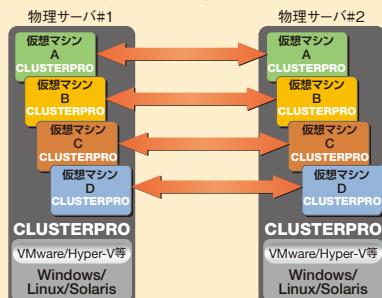 物理サーバ#1
仮想マシン
A
CLUSTERPRO
仮想マシン
B
CLUSTERPRO
仮想マシン
C
CLUSTERPRO
仮想マシン
D
CLUSTERPRO
CLUSTERPRO
VMware/Hyper-V等
Windows/
Linux/Solaris
物理サーバ#2
仮想マシン
A
CLUSTERPRO
仮想マシン
B
CLUSTERPRO
仮想マシン
C
CLUSTERPRO
仮想マシン
D
CLUSTERPRO
CLUSTERPRO
VMware/Hyper-V等
Windows/
Linux/Solaris